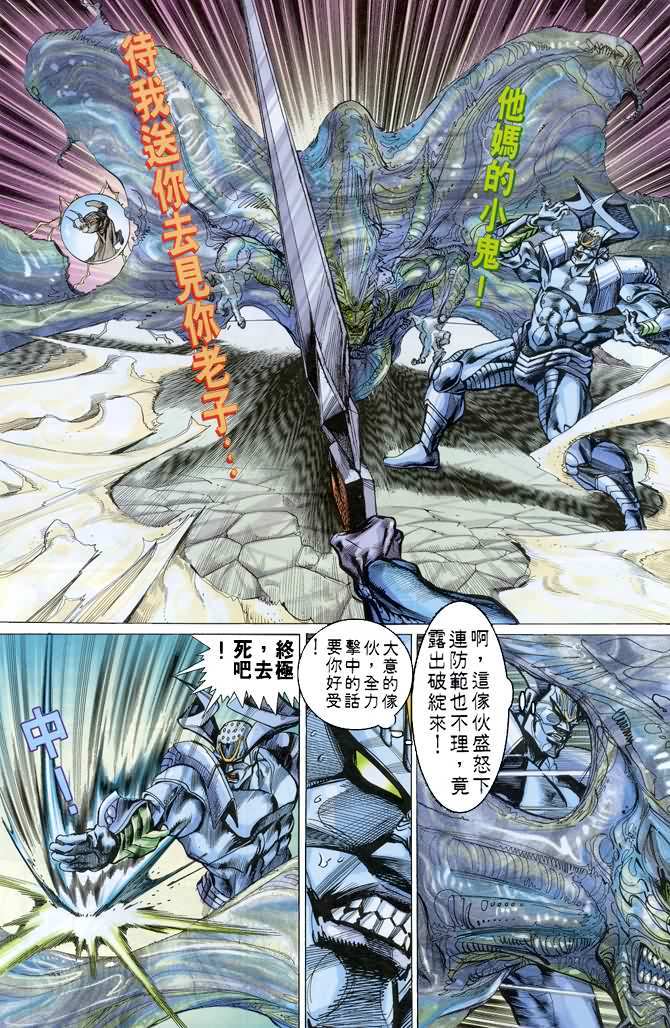 他媽的小鬼！
待我送你去見你老子…
啊，這傢伙盛怒下
連防範也不理，竟
露出破綻來！
大意的傢
伙，全力
擊中的話
要你好受
！
終極
，去
死吧
！
中！